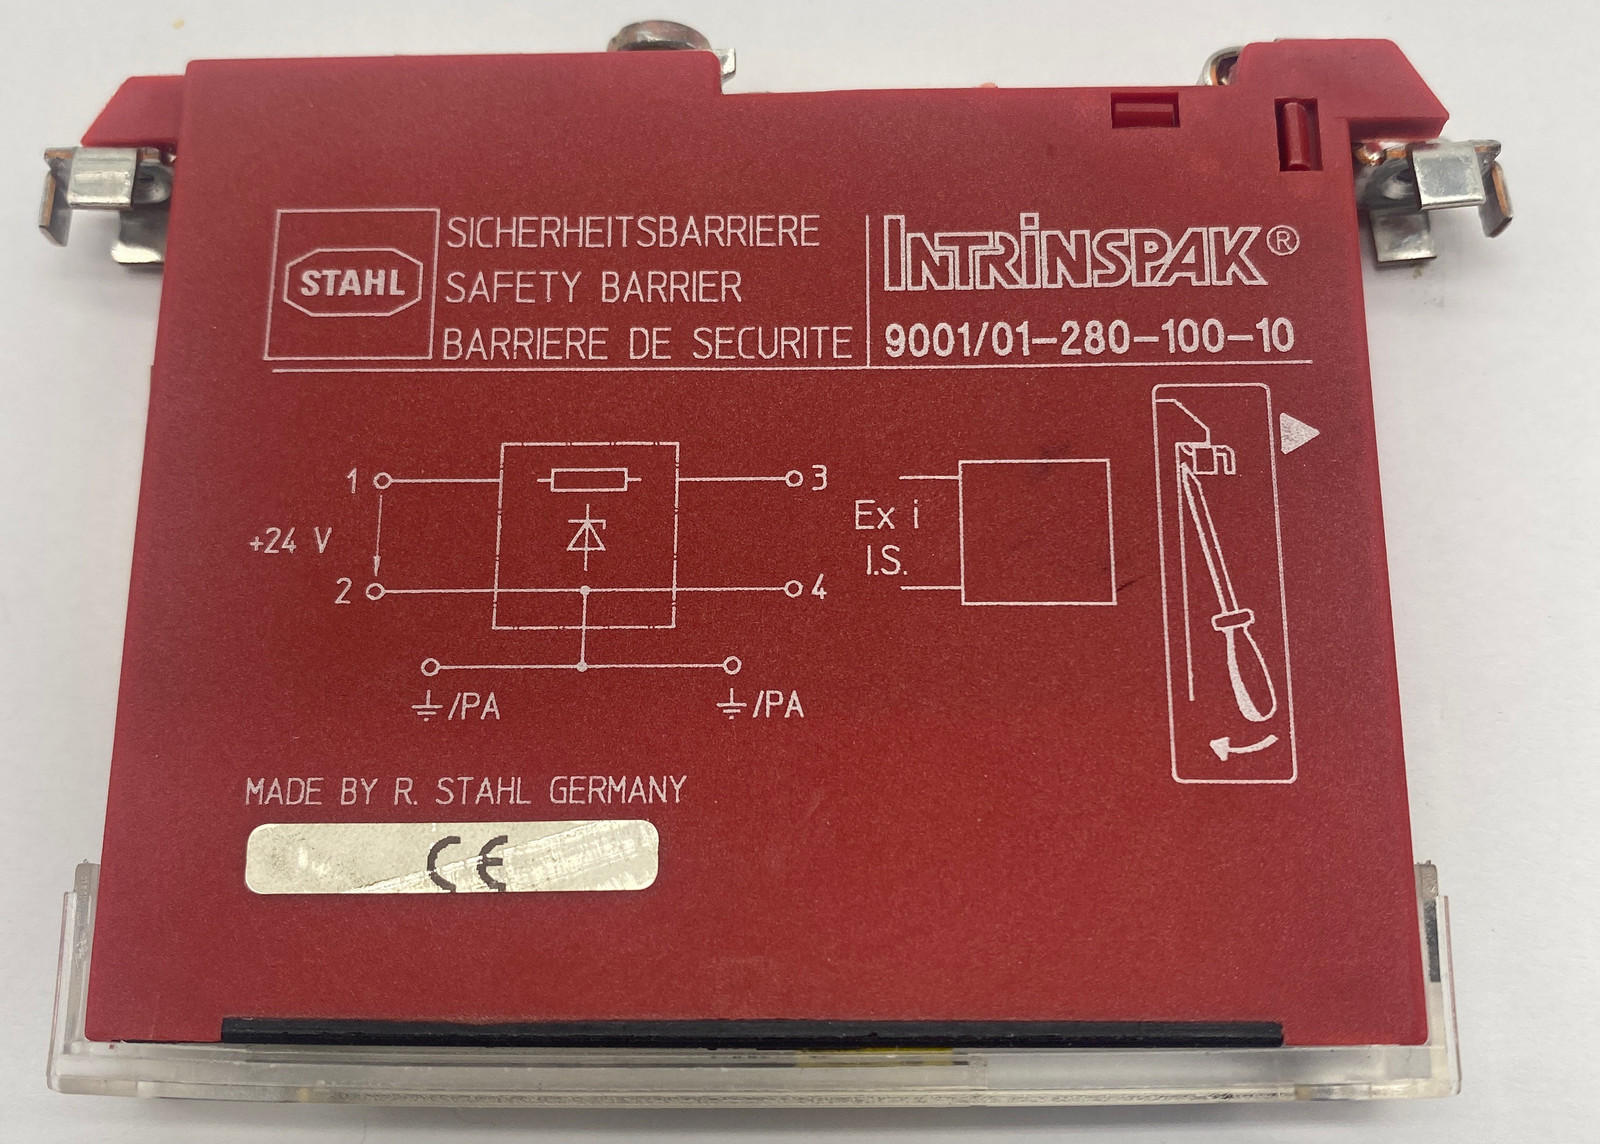 STAHL
SICHERHEITSBARRIERE
SAFETY BARRIER
BARRIERE DE SECURITE
INTRINSPAK®
9001/01-280-100-10
1
3
+24 V
2
4
Ex i
I.S.
/PA
/PA
MADE BY R. STAHL GERMANY
CE